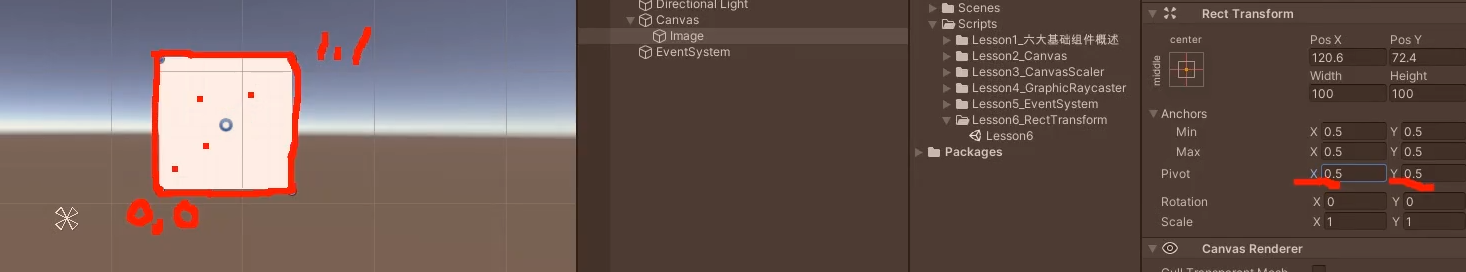 1.1
0,0
Directional Light
Canvas
Image
EventSystem
Scenes
Scripts
Lesson1_六大基础组件概述
Lesson2_Canvas
Lesson3_CanvasScaler
Lesson4_GraphicRaycaster
Lesson5_EventSystem
Lesson6_RectTransform
Lesson6
Packages
Rect Transform
center
middle
Pos X Pos Y
120.6 72.4
Width Height
100 100
Anchors
Min X 0.5 Y 0.5
Max X 0.5 Y 0.5
Pivot X 0.5 Y 0.5
Rotation X 0 Y 0
Scale X 1 Y 1
Canvas Renderer